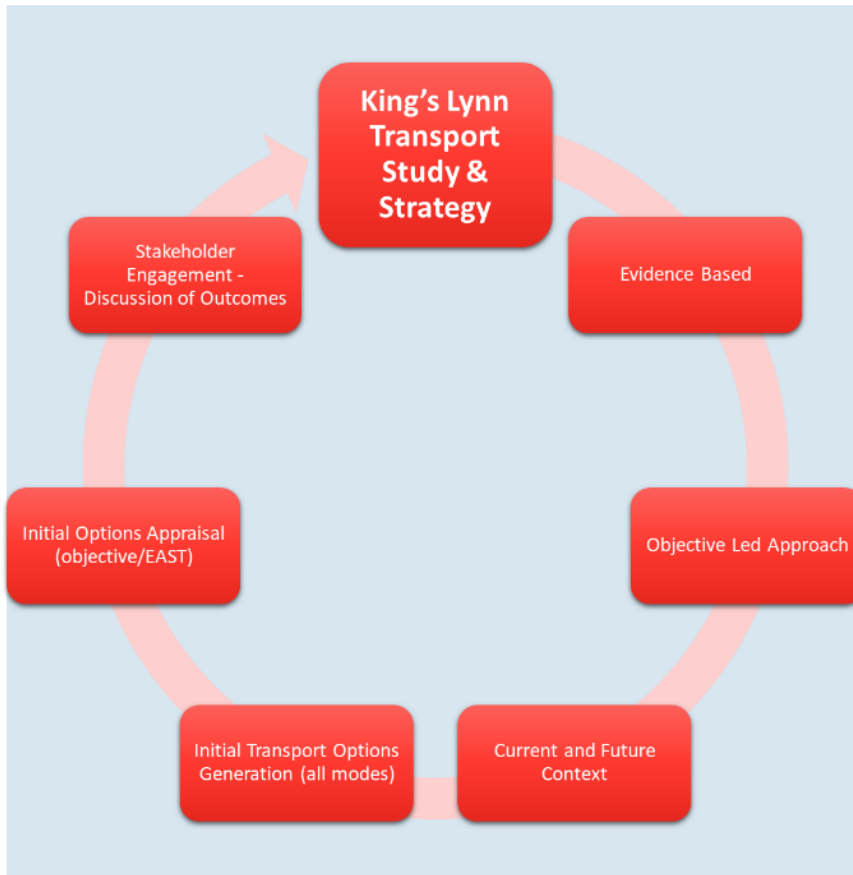 King's Lynn
Transport
Study &
Strategy
Evidence Based
Objective Led Approach
Current and Future
Context
Initial Transport Options
Generation (all modes)
Initial Options Appraisal
(objective/EAST)
Stakeholder
Engagement -
Discussion of Outcomes